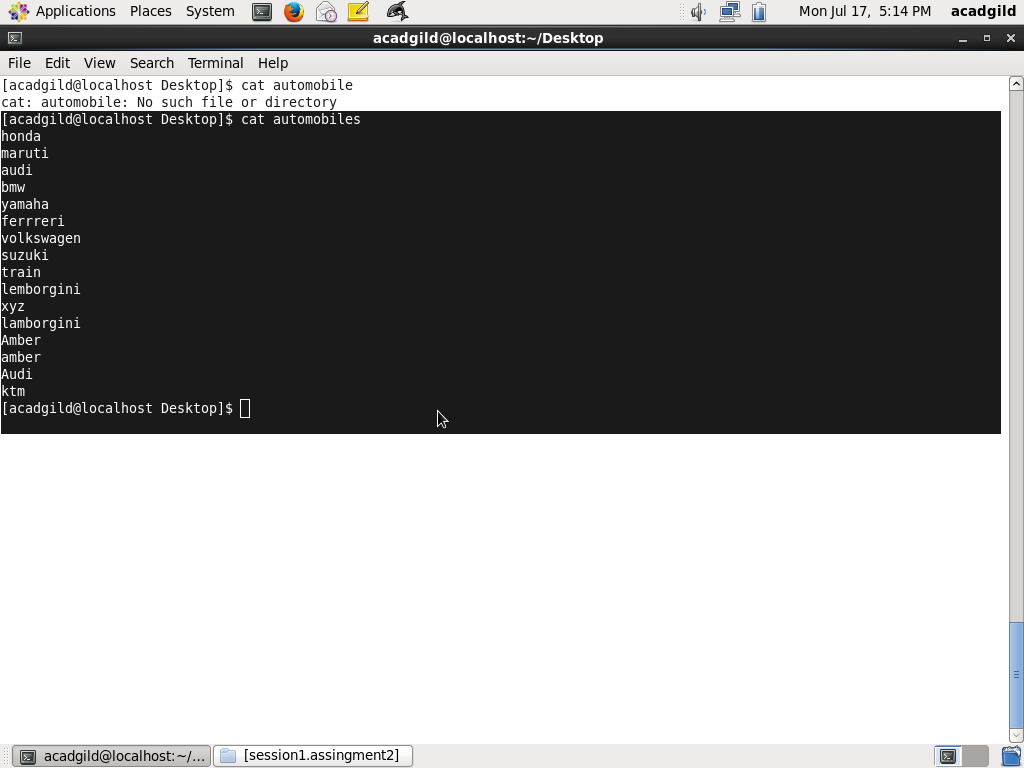 Applications Places System Mon Jul 17, 5:14 PM acadgild
acadgild@localhost:~/Desktop
File Edit View Search Terminal Help
[acadgild@localhost Desktop]$ cat automobile
cat: automobile: No such file or directory
[acadgild@localhost Desktop]$ cat automobiles
honda
maruti
audi
bmw
yamaha
ferrreri
volkswagen
suzuki
train
lemborgini
xyz
lamborgini
Amber
amber
Audi
ktm
[acadgild@localhost Desktop]$
acadgild@localhost:~/... [session1.assingment2]